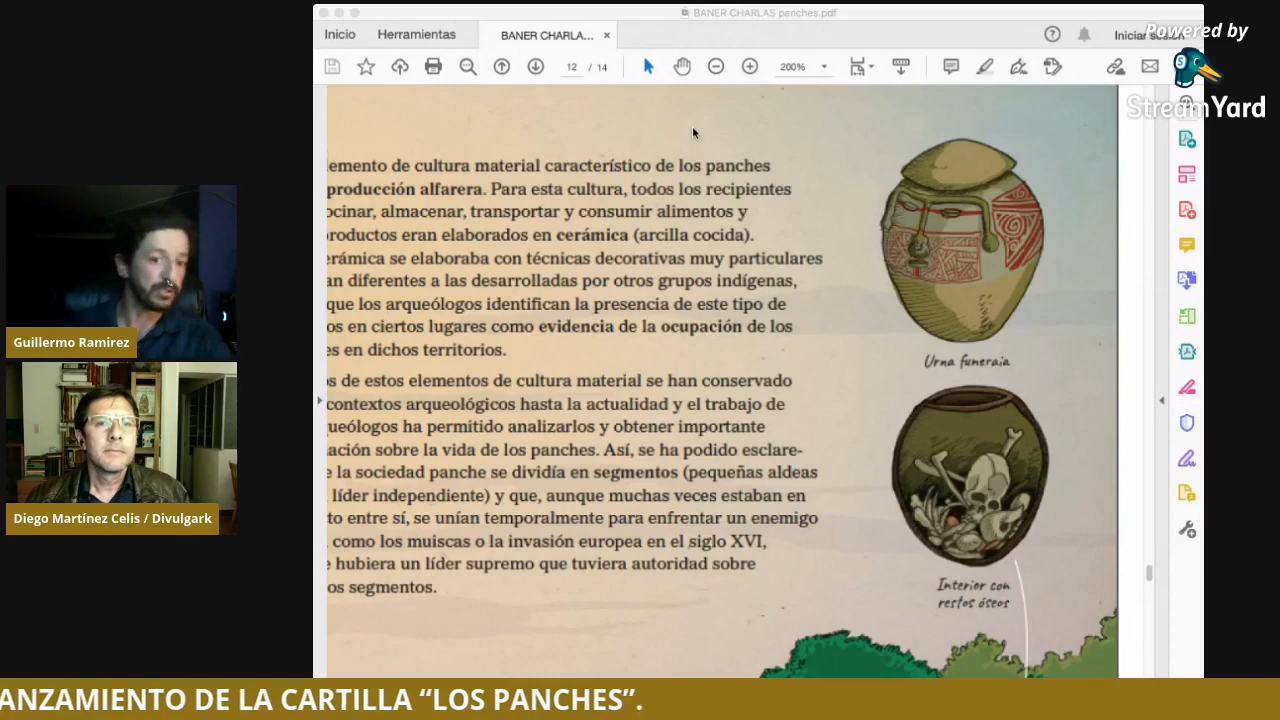 BANER CHARLAS panches.pdf
Inicio Herramientas BANER CHARLA... × Iniciar sesión
Powered by
StreamYard
12 / 14 200%
lemento de cultura material característico de los panches
producción alfarera. Para esta cultura, todos los recipientes
ocinar, almacenar, transportar y consumir alimentos y
productos eran elaborados en cerámica (arcilla cocida).
erámica se elaboraba con técnicas decorativas muy particulares
an diferentes a las desarrolladas por otros grupos indígenas,
que los arqueólogos identifican la presencia de este tipo de
os en ciertos lugares como evidencia de la ocupación de los
es en dichos territorios.
s de estos elementos de cultura material se han conservado
contextos arqueológicos hasta la actualidad y el trabajo de
ueólogos ha permitido analizarlos y obtener importante
ación sobre la vida de los panches. Así, se ha podido esclare-
e la sociedad panche se dividía en segmentos (pequeñas aldeas
líder independiente) y que, aunque muchas veces estaban en
to entre sí, se unían temporalmente para enfrentar un enemigo
como los muiscas o la invasión europea en el siglo XVI,
e hubiera un líder supremo que tuviera autoridad sobre
os segmentos.
Urna funeraia
Interior con
restos óseos
Guillermo Ramirez
Diego Martínez Celis / Divulgark
ANZAMIENTO DE LA CARTILLA “LOS PANCHES”.